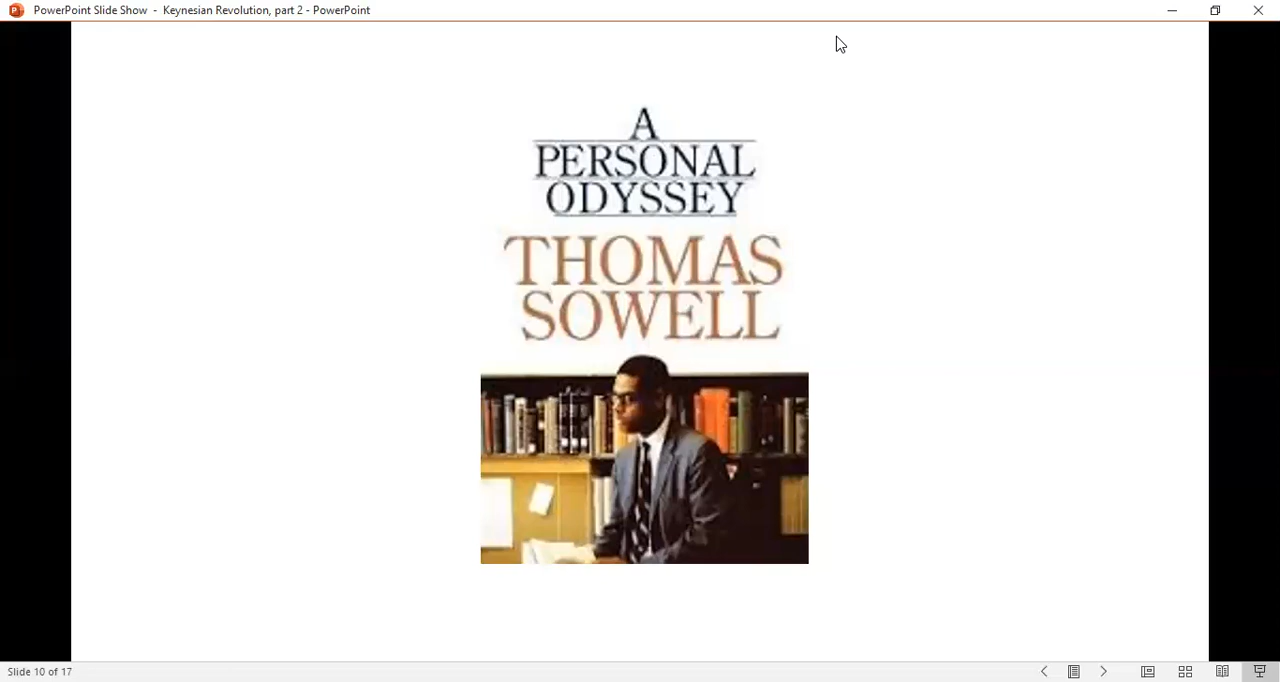 PowerPoint Slide Show - Keynesian Revolution, part 2 - PowerPoint
A
PERSONAL
ODYSSEY
THOMAS
SOWELL
Slide 10 of 17